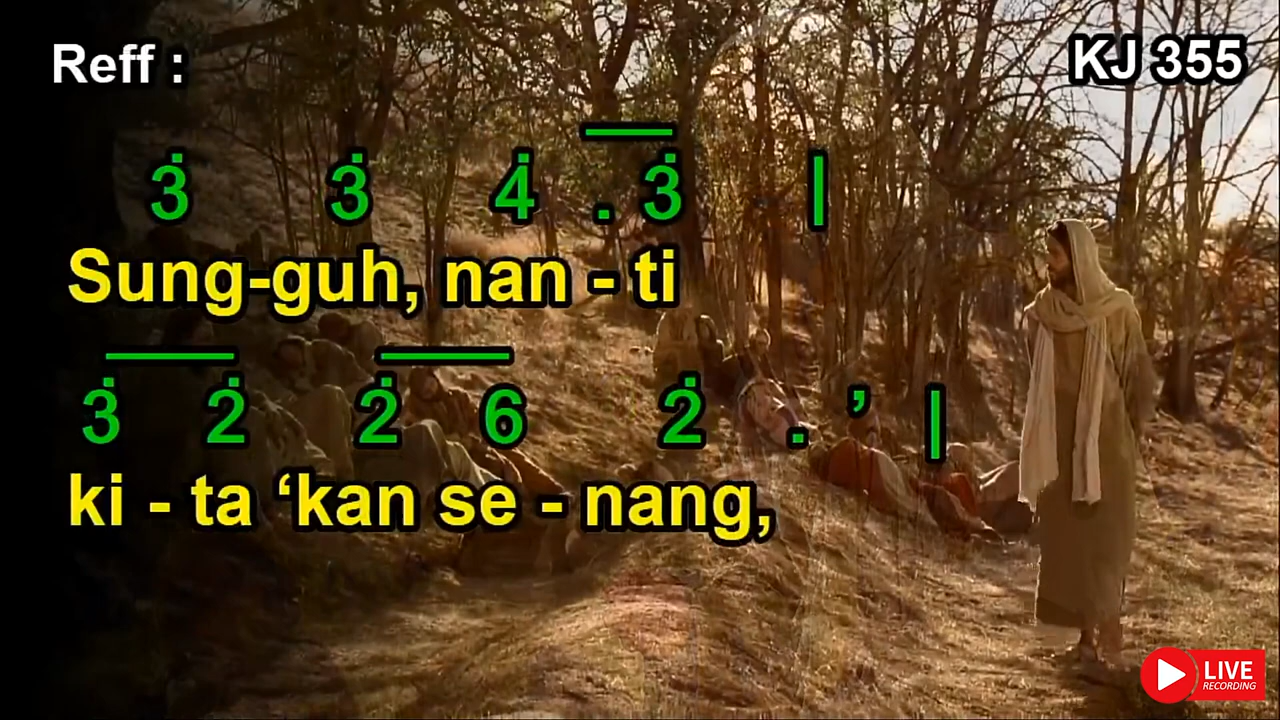 Reff :
KJ 355
3̇ 3̇ 4̇ . 3̇ |
Sung-guh, nan - ti
3̇ 2̇ 2̇ 6 2̇ . ’ |
ki - ta ‘kan se - nang,
LIVE
RECORDING